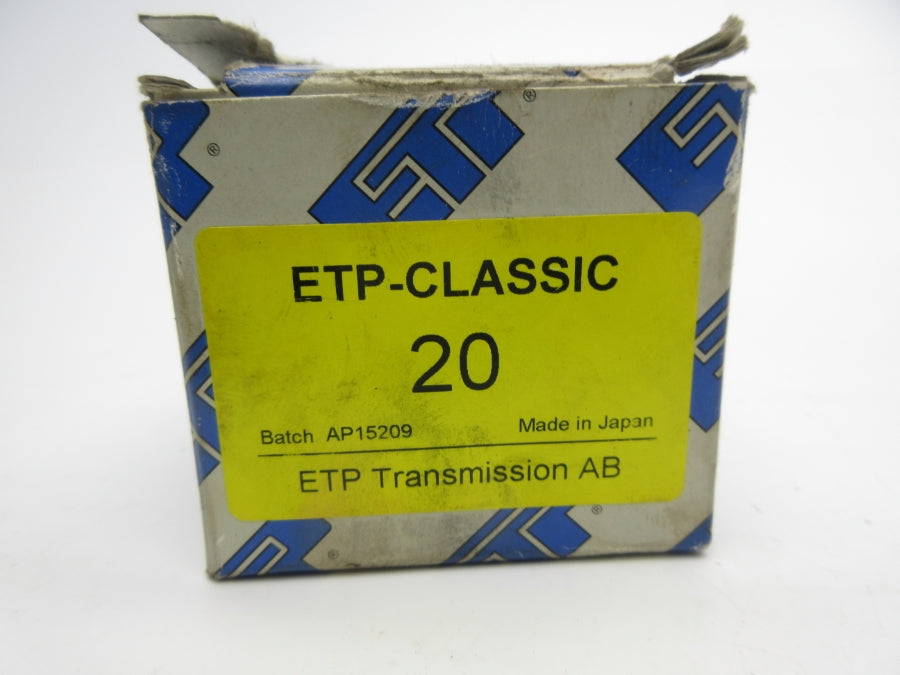 ETP-CLASSIC
20
Batch AP15209 Made in Japan
ETP Transmission AB